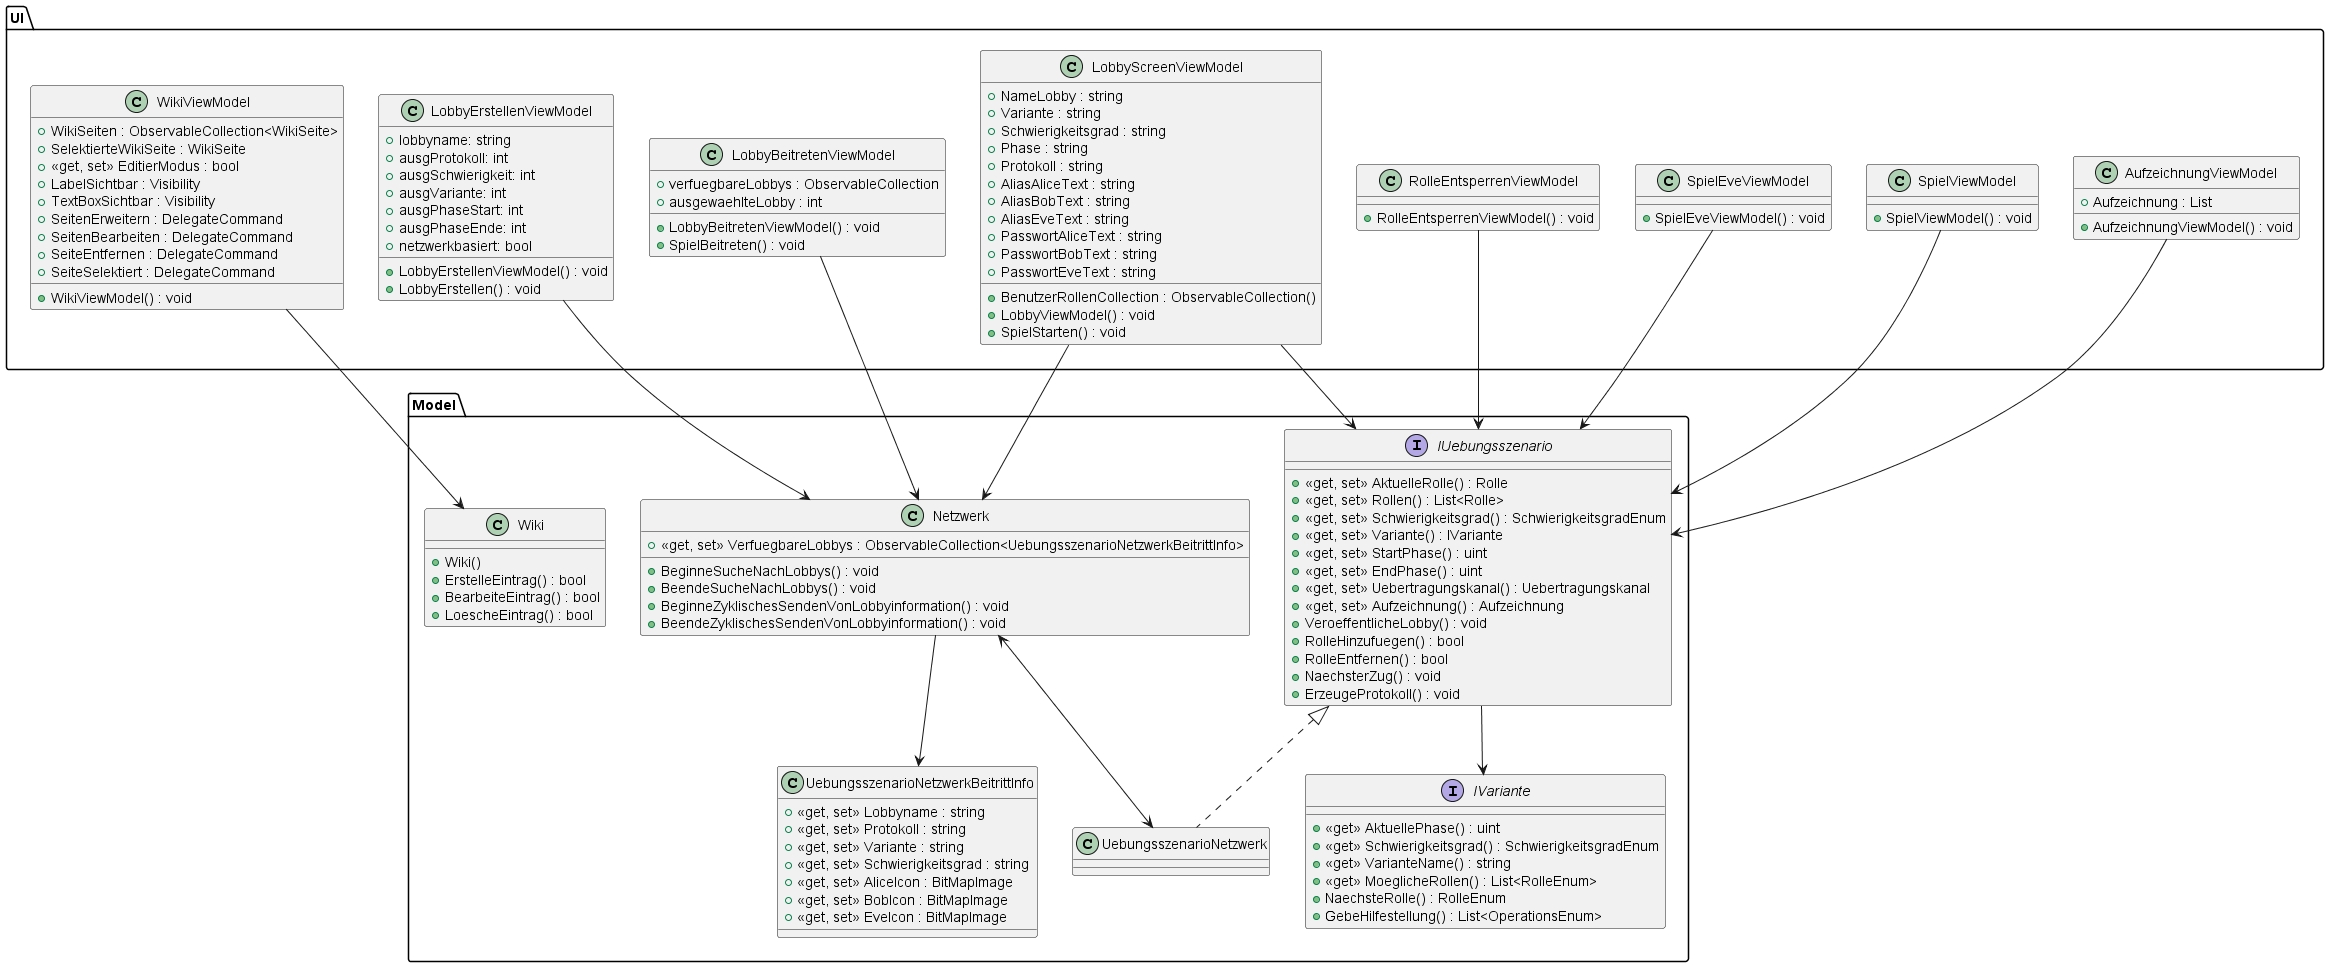 UI
WikiViewModel
WikiSeiten : ObservableCollection<WikiSeite>
SelektierteWikiSeite : WikiSeite
«get, set» EditierModus : bool
LabelSichtbar : Visibility
TextBoxSichtbar : Visibility
SeitenErweitern : DelegateCommand
SeitenBearbeiten : DelegateCommand
SeiteEntfernen : DelegateCommand
SeiteSelektiert : DelegateCommand
WikiViewModel() : void
LobbyErstellenViewModel
lobbyname: string
ausgProtokoll: int
ausgSchwierigkeit: int
ausgVariante: int
ausgPhaseStart: int
ausgPhaseEnde: int
netzwerkbasiert: bool
LobbyErstellenViewModel() : void
LobbyErstellen() : void
LobbyBeitretenViewModel
verfuegbareLobbys : ObservableCollection
ausgewaehlteLobby : int
LobbyBeitretenViewModel() : void
SpielBeitreten() : void
LobbyScreenViewModel
NameLobby : string
Variante : string
Schwierigkeitsgrad : string
Phase : string
Protokoll : string
AliasAliceText : string
AliasBobText : string
AliasEveText : string
PasswortAliceText : string
PasswortBobText : string
PasswortEveText : string
BenutzerRollenCollection : ObservableCollection()
LobbyViewModel() : void
SpielStarten() : void
RolleEntsperrenViewModel
RolleEntsperrenViewModel() : void
SpielEveViewModel
SpielEveViewModel() : void
SpielViewModel
SpielViewModel() : void
AufzeichnungViewModel
Aufzeichnung : List
AufzeichnungViewModel() : void
Model
Wiki
Wiki()
ErstelleEintrag() : bool
BearbeiteEintrag() : bool
LoescheEintrag() : bool
Netzwerk
«get, set» VerfuegbareLobbys : ObservableCollection<UebungsszenarioNetzwerkBeitrittInfo>
BeginneSucheNachLobbys() : void
BeendeSucheNachLobbys() : void
BeginneZyklischesSendenVonLobbyinformation() : void
BeendeZyklischesSendenVonLobbyinformation() : void
IUebungsszenario
«get, set» AktuelleRolle() : Rolle
«get, set» Rollen() : List<Rolle>
«get, set» Schwierigkeitsgrad() : SchwierigkeitsgradEnum
«get, set» Variante() : IVariante
«get, set» StartPhase() : uint
«get, set» EndPhase() : uint
«get, set» Uebertragungskanal() : Uebertragungskanal
«get, set» Aufzeichnung() : Aufzeichnung
VeroeffentlicheLobby() : void
RolleHinzufuegen() : bool
RolleEntfernen() : bool
NaechsterZug() : void
ErzeugeProtokoll() : void
UebungsszenarioNetzwerkBeitrittInfo
«get, set» Lobbyname : string
«get, set» Protokoll : string
«get, set» Variante : string
«get, set» Schwierigkeitsgrad : string
«get, set» AliceIcon : BitMapImage
«get, set» BobIcon : BitMapImage
«get, set» EveIcon : BitMapImage
UebungsszenarioNetzwerk
IVariante
«get» AktuellePhase() : uint
«get» Schwierigkeitsgrad() : SchwierigkeitsgradEnum
«get» VarianteName() : string
«get» MoeglicheRollen() : List<RolleEnum>
NaechsteRolle() : RolleEnum
GebeHilfestellung() : List<OperationsEnum>